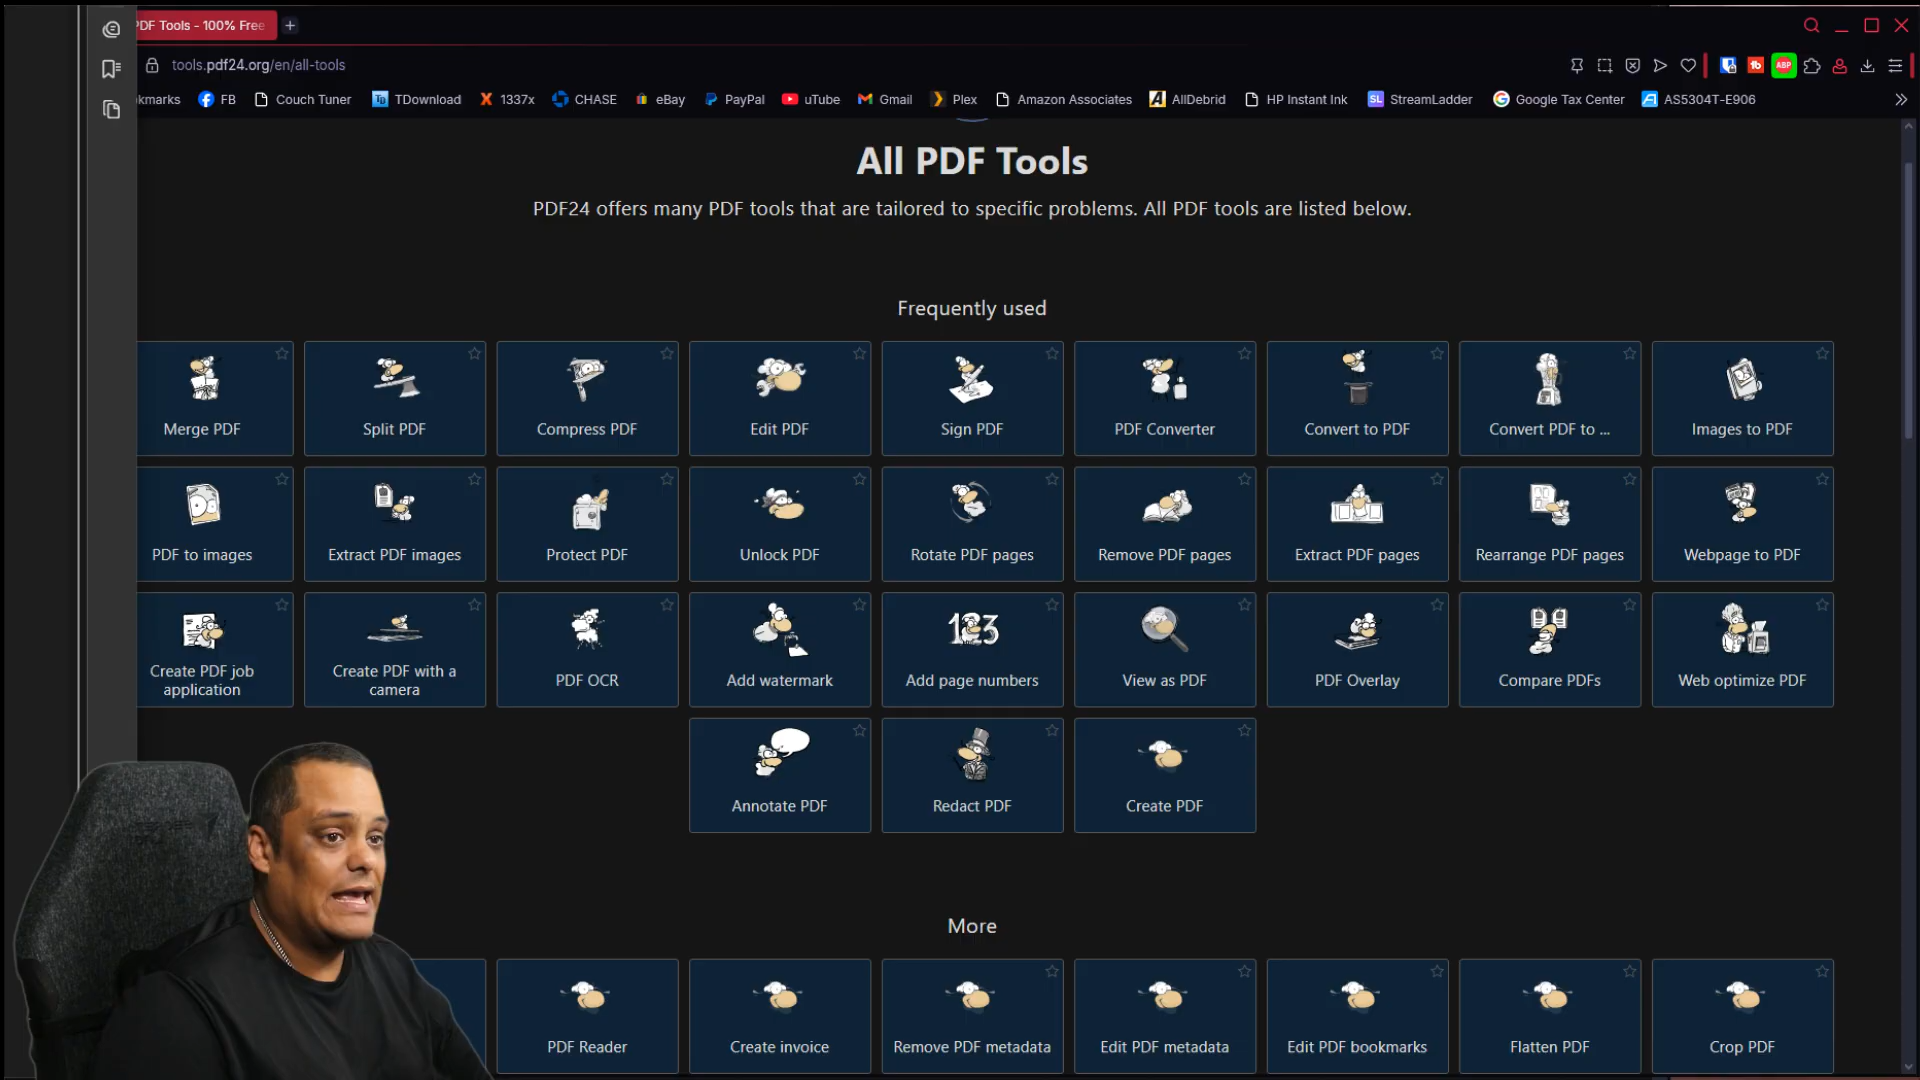 PDF Tools - 100% Free
tools.pdf24.org/en/all-tools
ABP
kmarks FB Couch Tuner TDownload 1337x CHASE eBay PayPal uTube Gmail Plex Amazon Associates AllDebrid HP Instant Ink SL StreamLadder Google Tax Center AS5304T-E906
All PDF Tools
PDF24 offers many PDF tools that are tailored to specific problems. All PDF tools are listed below.
Frequently used
Merge PDF Split PDF Compress PDF Edit PDF Sign PDF PDF Converter Convert to PDF Convert PDF to ... Images to PDF
PDF to images Extract PDF images Protect PDF Unlock PDF Rotate PDF pages Remove PDF pages Extract PDF pages Rearrange PDF pages Webpage to PDF
123
Create PDF job application Create PDF with a camera PDF OCR Add watermark Add page numbers View as PDF PDF Overlay Compare PDFs Web optimize PDF
Annotate PDF Redact PDF Create PDF
More
PDF Reader Create invoice Remove PDF metadata Edit PDF metadata Edit PDF bookmarks Flatten PDF Crop PDF